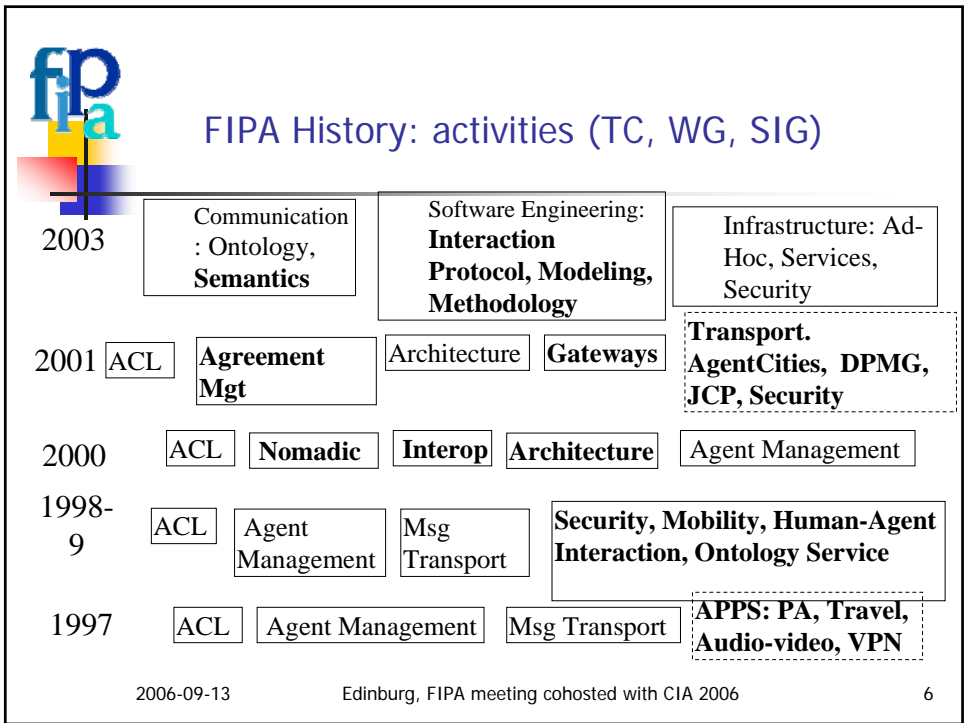 fipa
FIPA History: activities (TC, WG, SIG)
2003
Communication
: Ontology,
Semantics
Software Engineering:
Interaction
Protocol, Modeling,
Methodology
Infrastructure: Ad-
Hoc, Services,
Security
2001
ACL
Agreement
Mgt
Architecture
Gateways
Transport.
AgentCities, DPMG,
JCP, Security
2000
ACL
Nomadic
Interop
Architecture
Agent Management
1998-
9
ACL
Agent
Management
Msg
Transport
Security, Mobility, Human-Agent
Interaction, Ontology Service
1997
ACL
Agent Management
Msg Transport
APPS: PA, Travel,
Audio-video, VPN
2006-09-13
Edinburg, FIPA meeting cohosted with CIA 2006
6